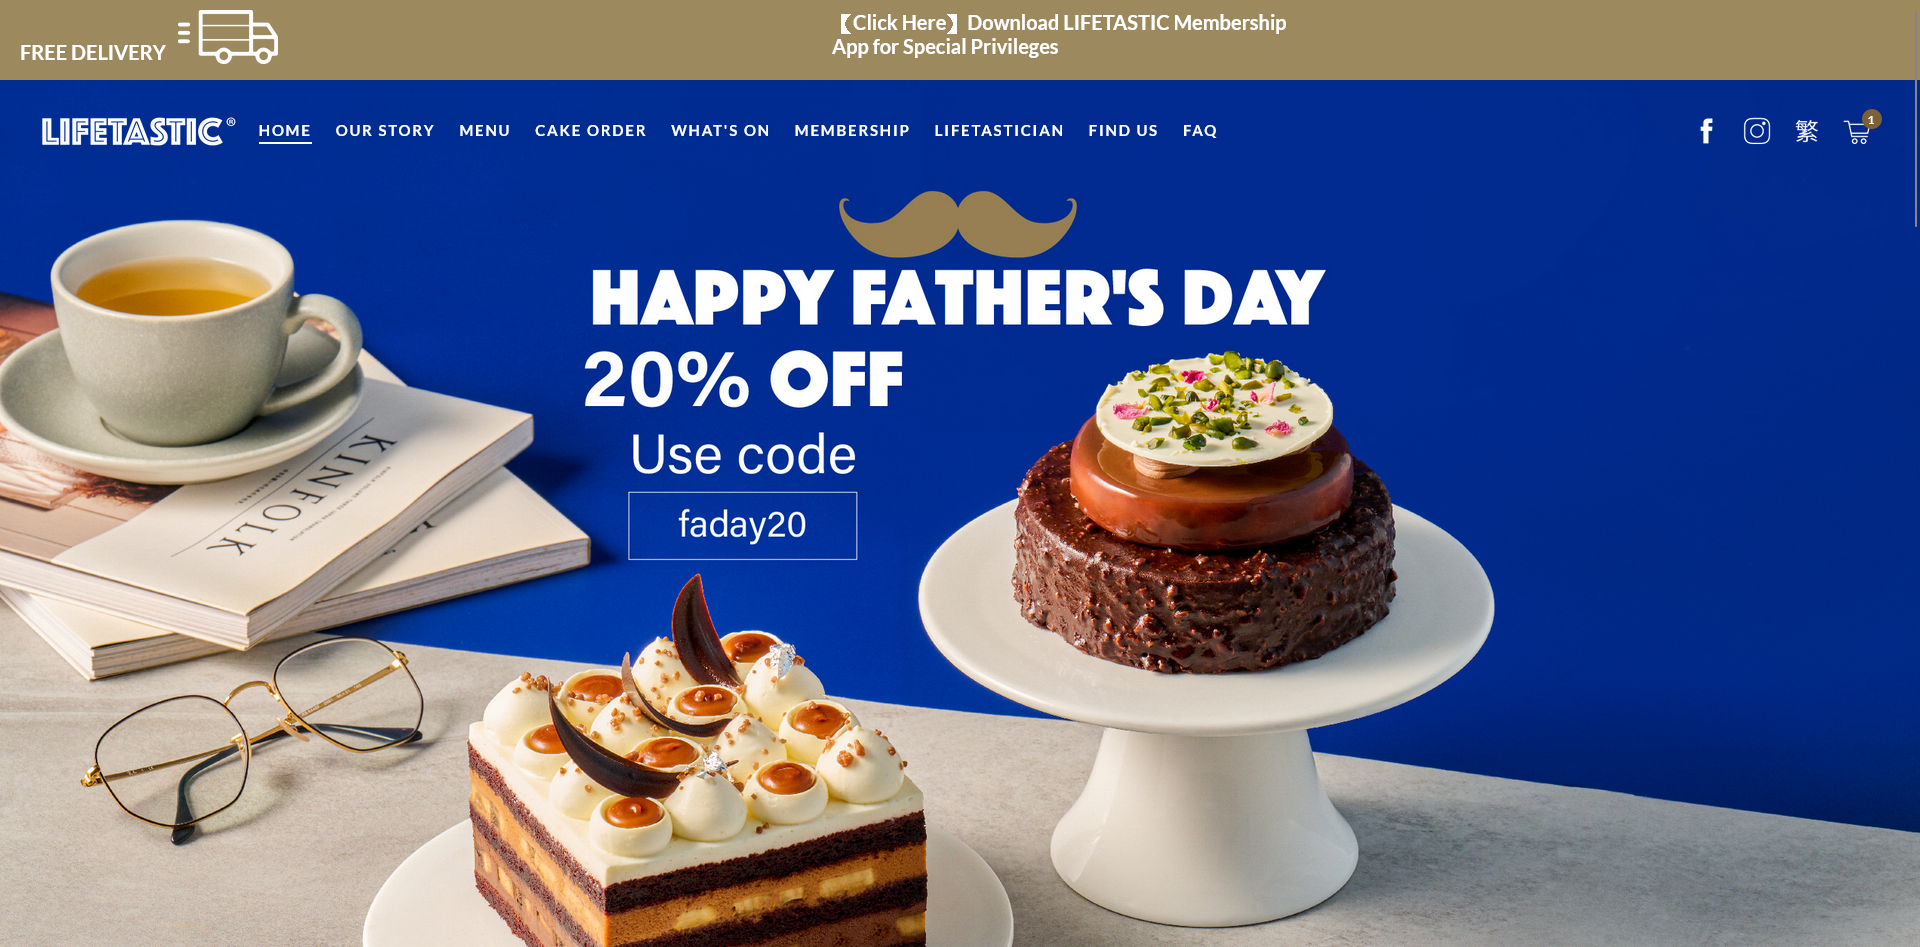 FREE DELIVERY
【Click Here】Download LIFETASTIC Membership
App for Special Privileges
LIFETASTIC®
HOME
OUR STORY
MENU
CAKE ORDER
WHAT'S ON
MEMBERSHIP
LIFETASTICIAN
FIND US
FAQ
f
繁
1
HAPPY FATHER'S DAY
20% OFF
Use code
faday20
KINFOLK